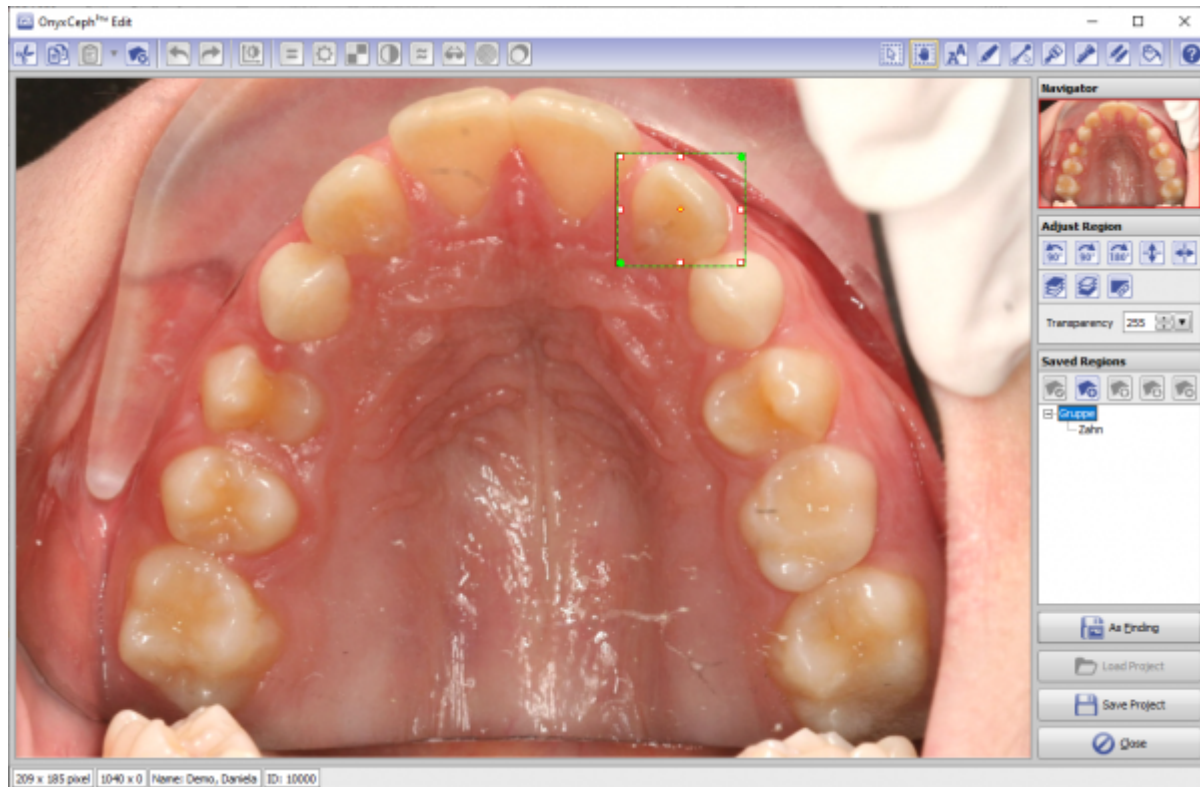 OnyxCeph³™ Edit
Navigator
Adjust Region
90° 90° 180°
Transparency 255
Saved Regions
Gruppe
Zahn
As Finding
Load Project
Save Project
Close
209 x 185 pixel 1040 x 0 Name: Demo, Daniela ID: 10000